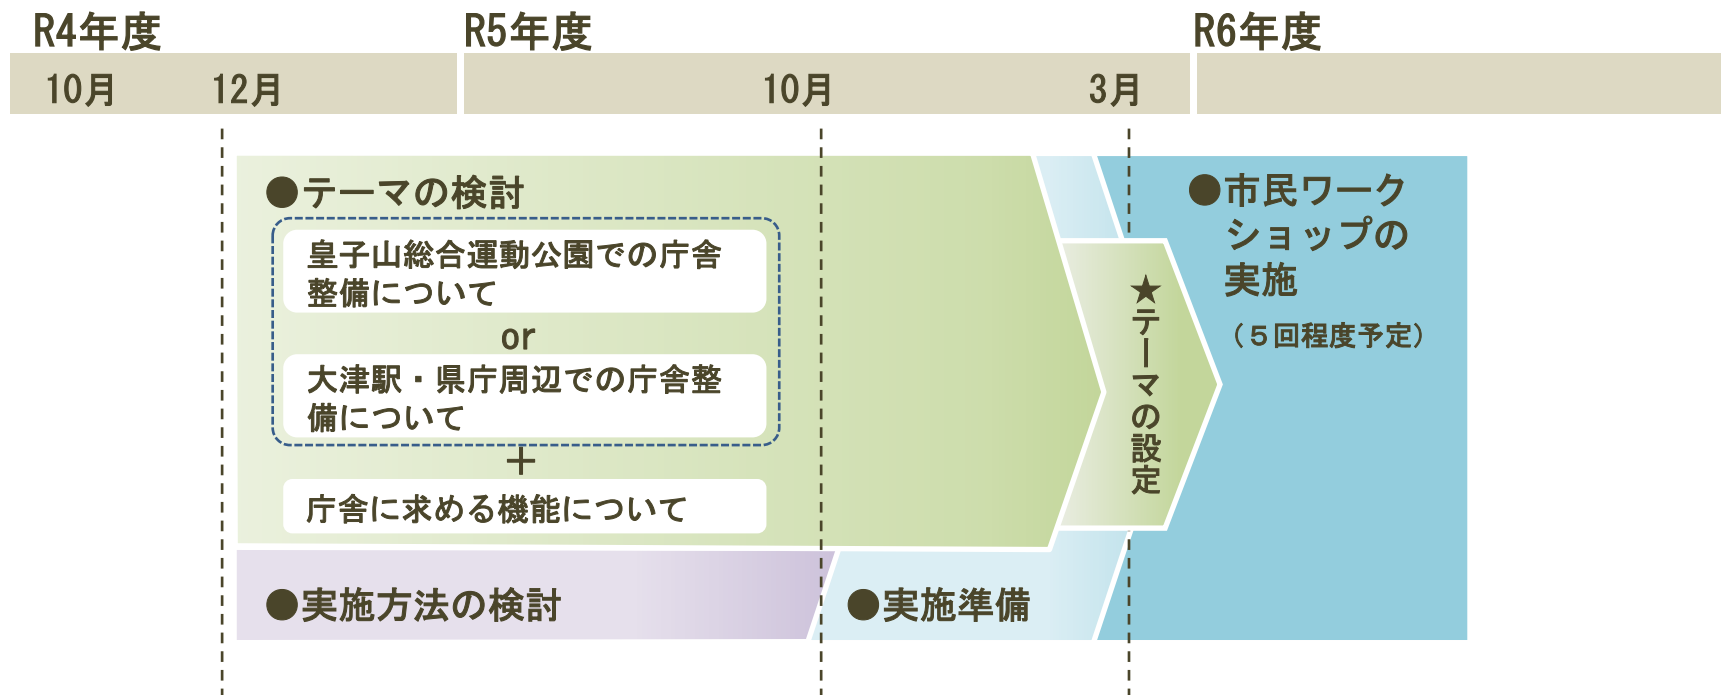 R4年度
R5年度
R6年度
10月
12月
10月
3月
●テーマの検討
皇子山総合運動公園での庁舎
整備について
or
大津駅・県庁周辺での庁舎整
備について
＋
庁舎に求める機能について
●実施方法の検討
●実施準備
★テーマの設定
●市民ワーク
ショップの
実施
（５回程度予定）